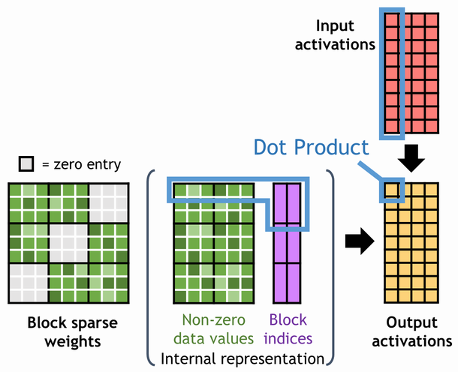 Input
activations
Dot Product
= zero entry
Block sparse
weights
Non-zero
data values
Block
indices
Internal representation
Output
activations